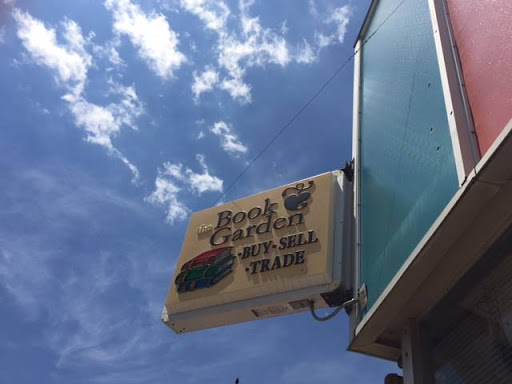 The Book
Garden
·BUY·SELL
·TRADE